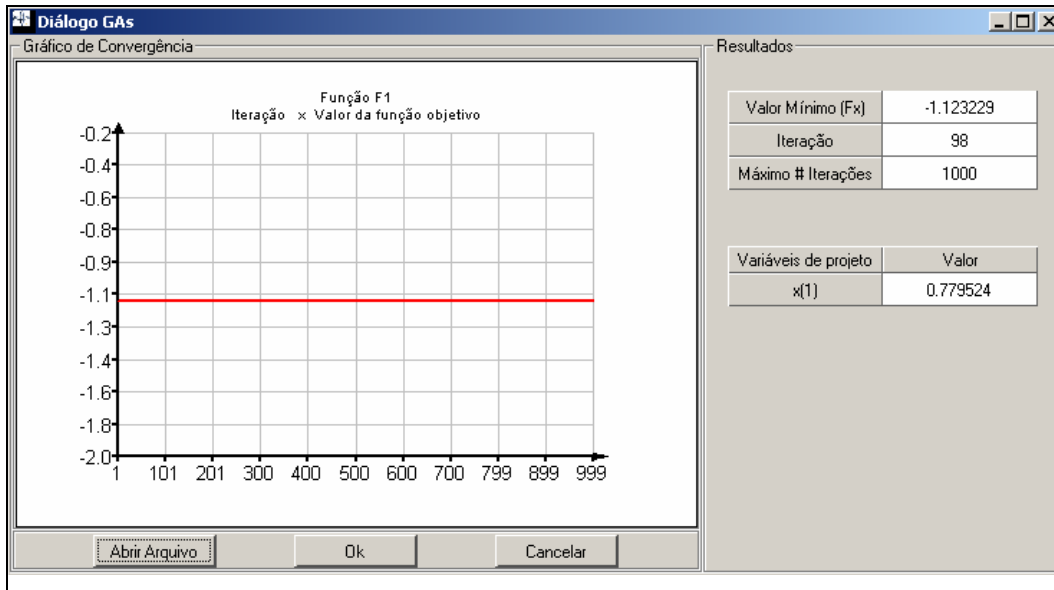 Diálogo GAs
Gráfico de Convergência
Função F1
Iteração x Valor da função objetivo
-0.2
-0.4
-0.6
-0.8
-0.9
-1.1
-1.3
-1.4
-1.6
-1.8
-2.0
1 101 201 300 400 500 600 700 799 899 999
Abrir Arquivo Ok Cancelar
Resultados
Valor Mínimo (Fx) -1.123229
Iteração 98
Máximo # Iterações 1000
Variáveis de projeto Valor
x(1) 0.779524